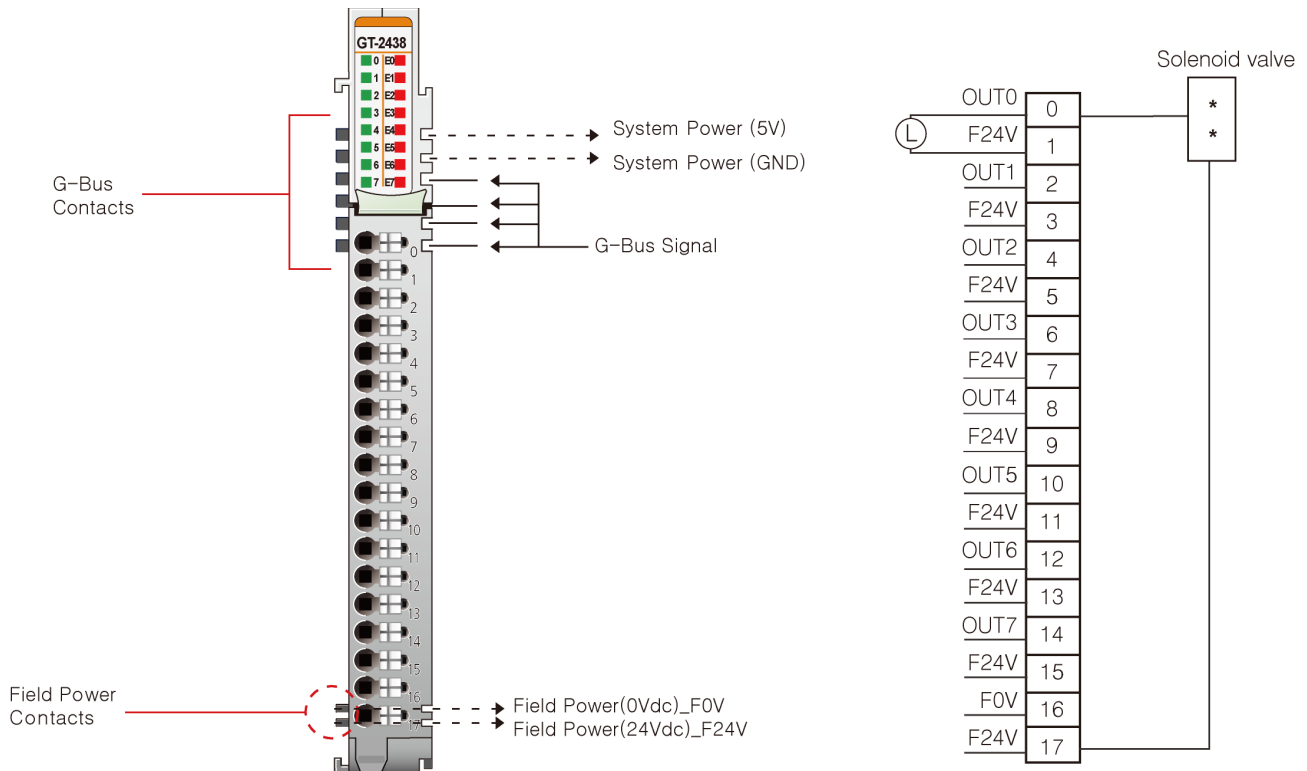 GT-2438
0 E0
1 E1
2 E2
3 E3
4 E4
5 E5
6 E6
7 E7
System Power (5V)
System Power (GND)
G-Bus
Contacts
G-Bus Signal
0
1
2
3
4
5
6
7
8
9
10
11
12
13
14
15
16
17
Field Power
Contacts
Field Power(0Vdc)_F0V
Field Power(24Vdc)_F24V
Solenoid valve
*
*
L
OUT0 0
F24V 1
OUT1 2
F24V 3
OUT2 4
F24V 5
OUT3 6
F24V 7
OUT4 8
F24V 9
OUT5 10
F24V 11
OUT6 12
F24V 13
OUT7 14
F24V 15
F0V 16
F24V 17